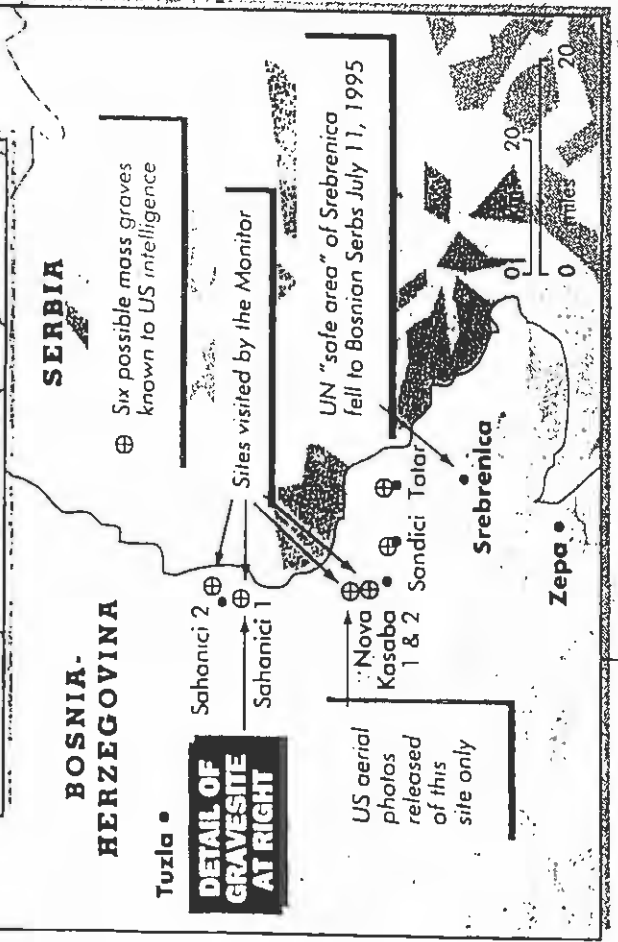 BOSNIA-
HERZEGOVINA
SERBIA
Tuzla
⊕ Six possible mass graves
known to US intelligence
Sahanici 2
Sahanici 1
Sites visited by the Monitor
DETAIL OF
GRAVESITE
AT RIGHT
US aerial
photos
released
of this
site only
Nova
Kasaba
1 & 2
Sandici
Tatar
UN "safe area" of Srebrenica
fell to Bosnian Serbs July 11, 1995
Srebrenica
Zepa
0 20
0 miles 20